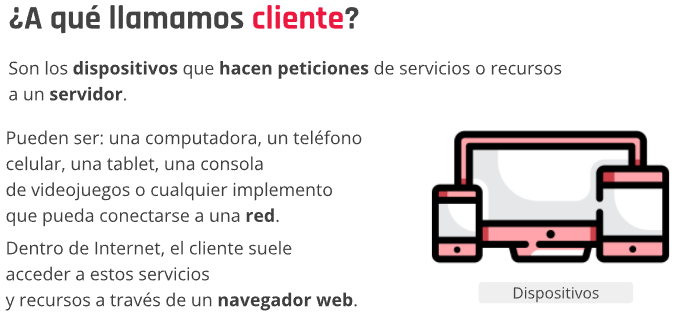 ¿A qué llamamos cliente?
Son los dispositivos que hacen peticiones de servicios o recursos
a un servidor.
Pueden ser: una computadora, un teléfono
celular, una tablet, una consola
de videojuegos o cualquier implemento
que pueda conectarse a una red.
Dentro de Internet, el cliente suele
acceder a estos servicios
y recursos a través de un navegador web.
Dispositivos